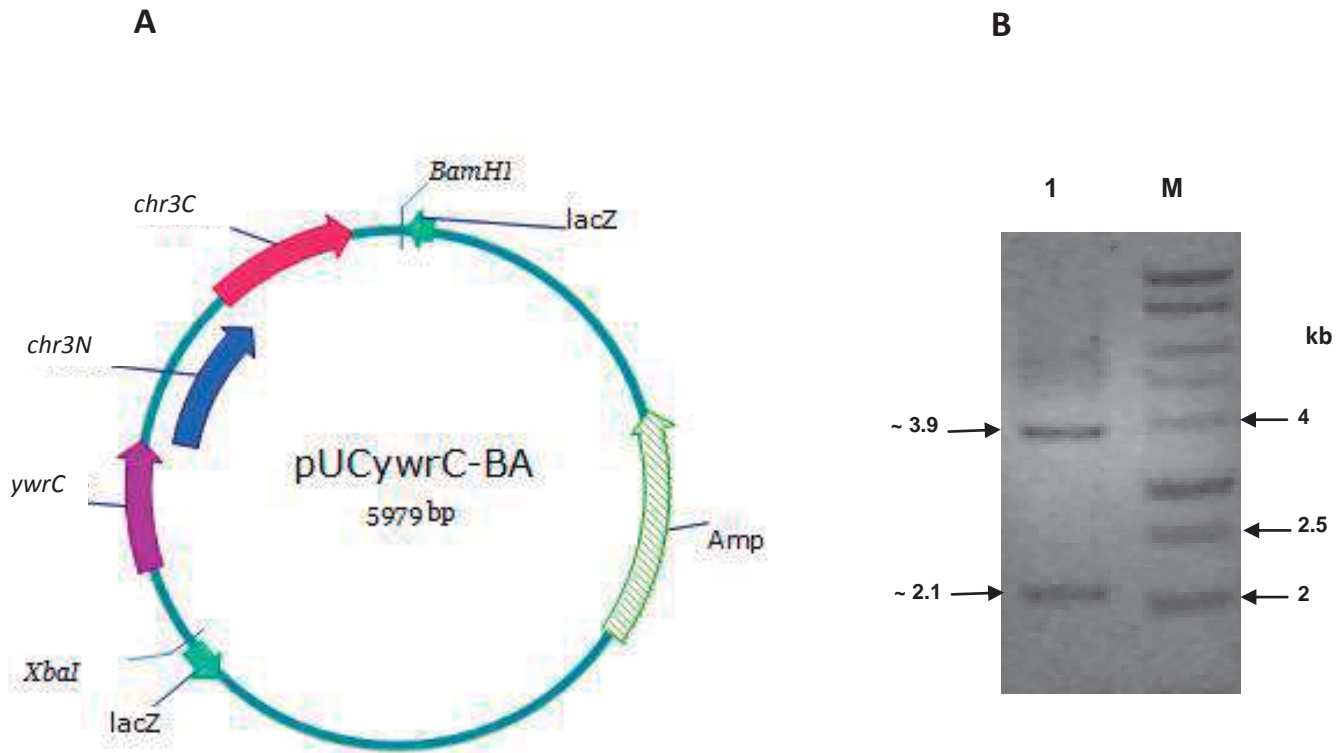 A
B
BamHl
lacZ
chr3C
chr3N
ywrC
pUCywrC-BA
5979 bp
Amp
XbaI
lacZ
1 M
kb
~ 3.9
4
2.5
~ 2.1
2